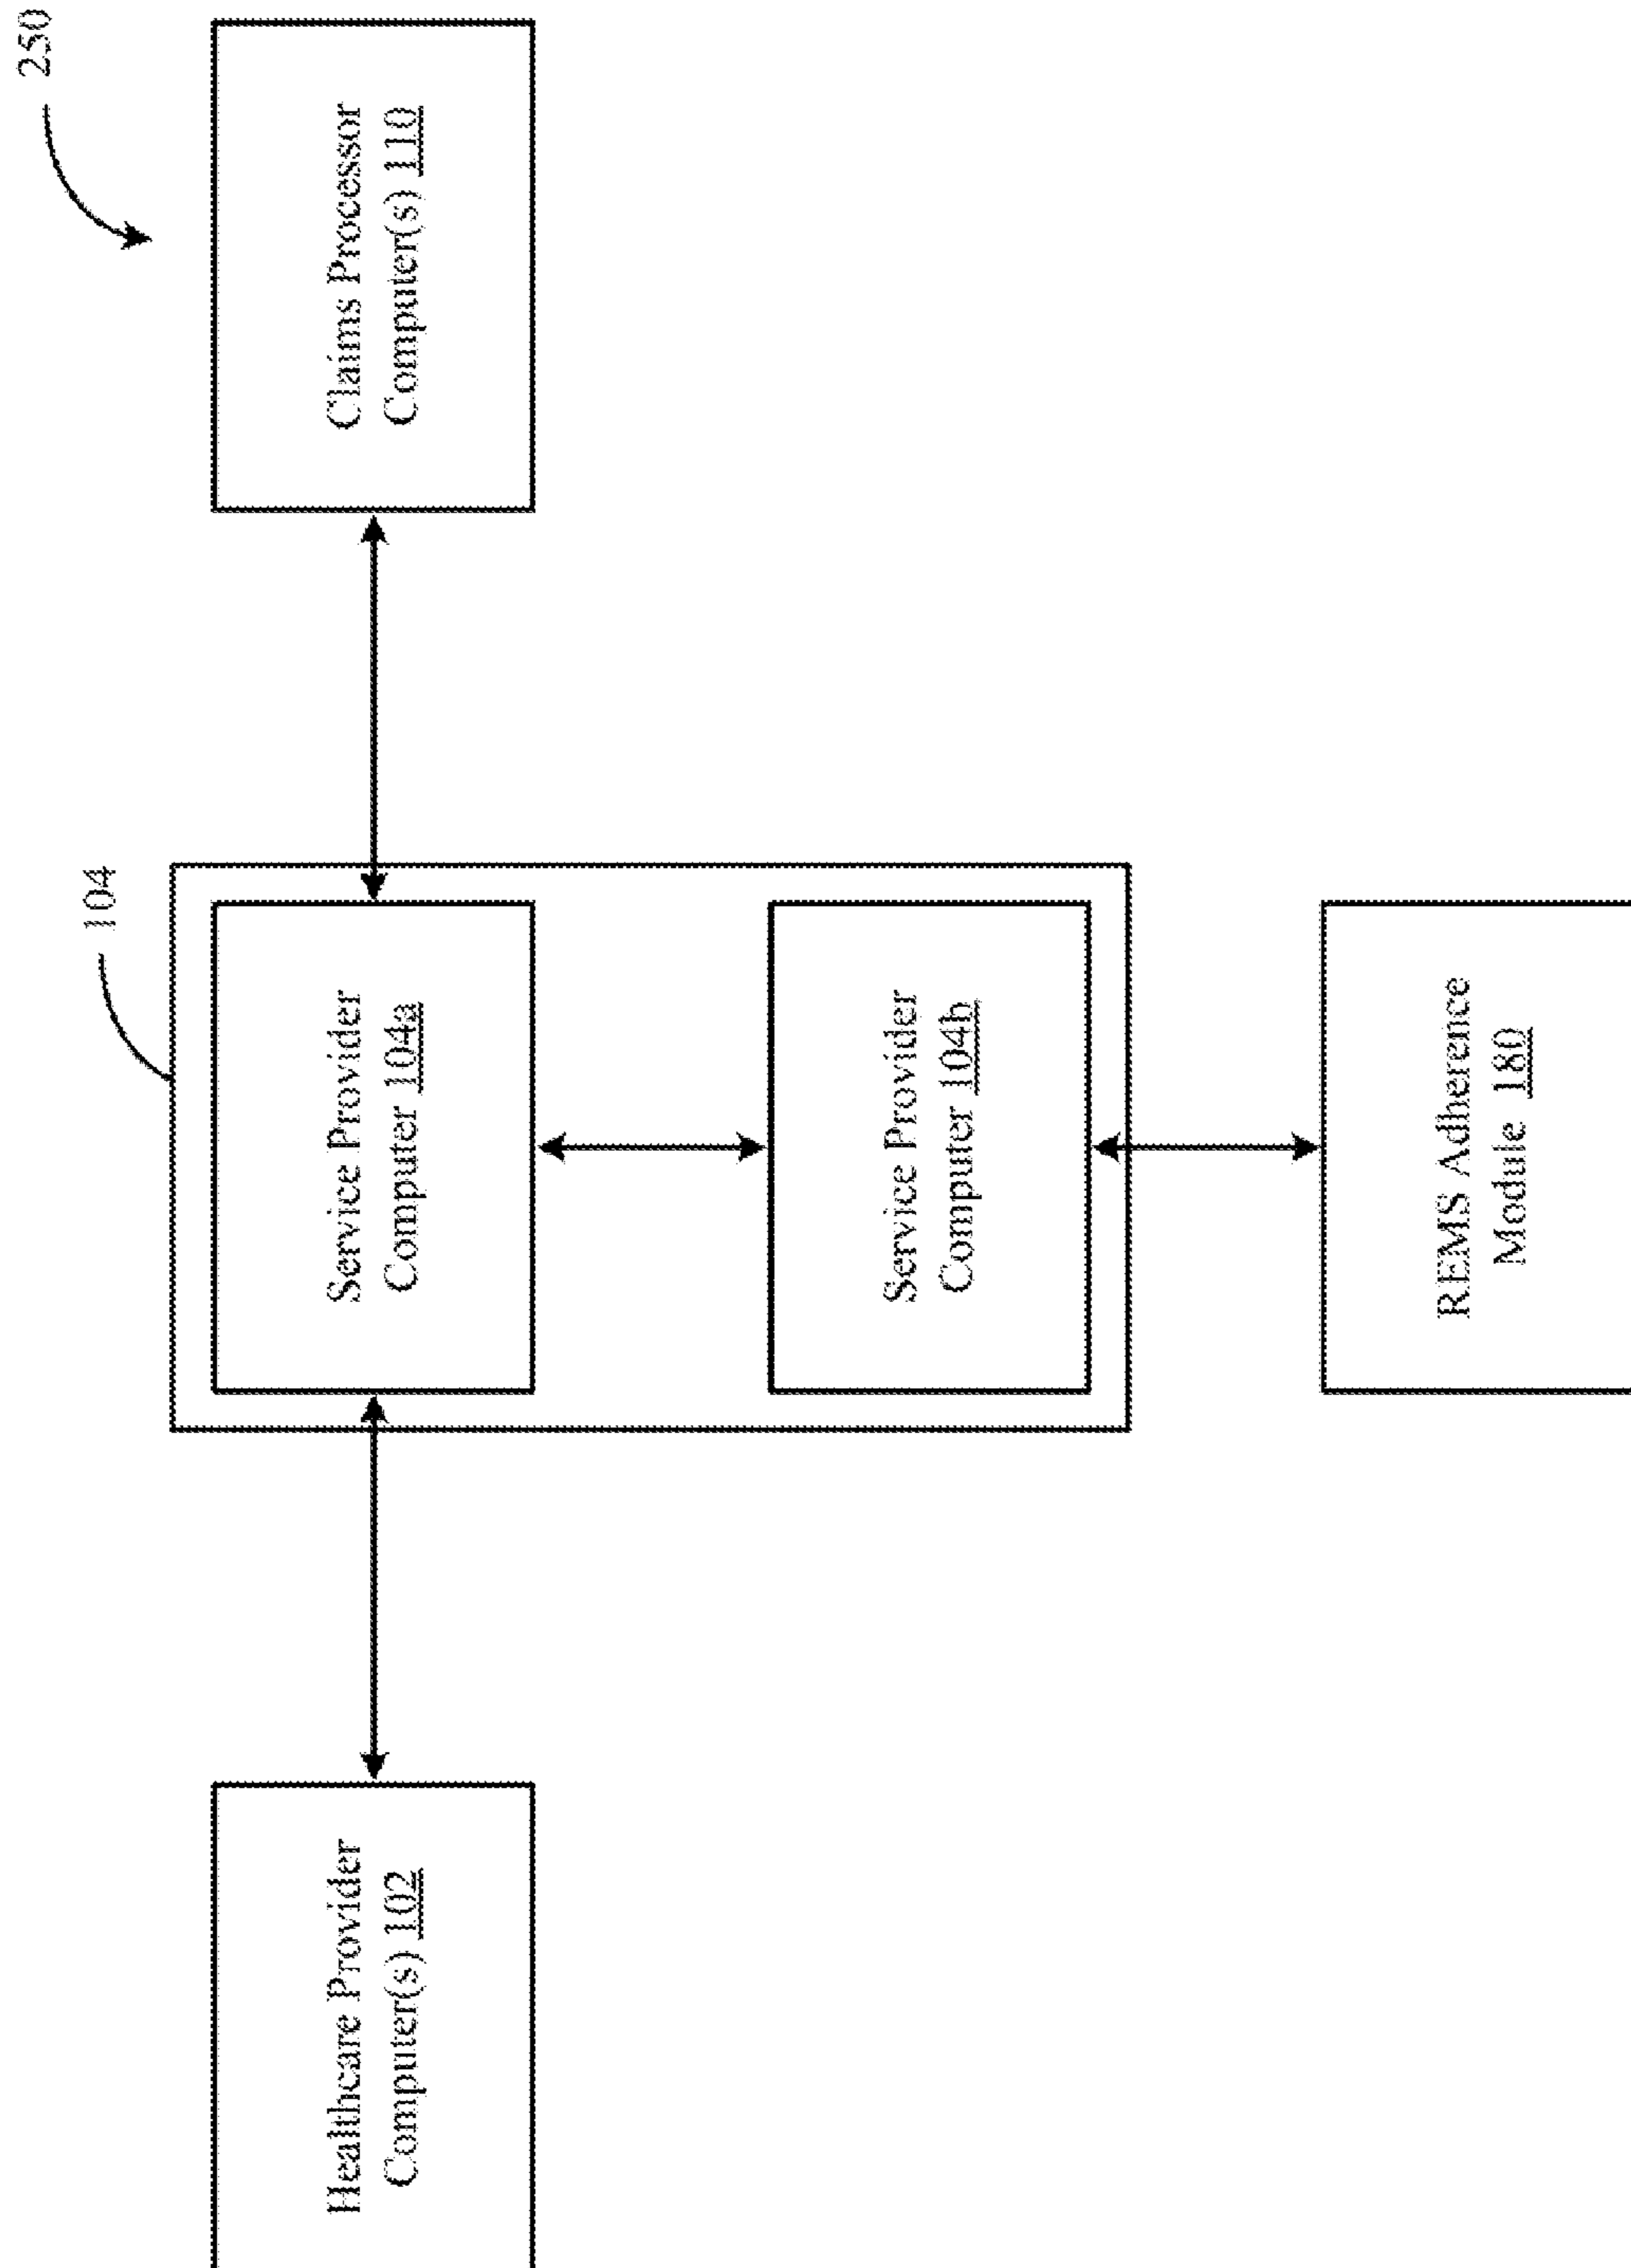 250
104
Healthcare Provider
Computer(s) 102
Service Provider
Computer 104a
Claims Processor
Computer(s) 110
Service Provider
Computer 104b
REMS Adherence
Module 180